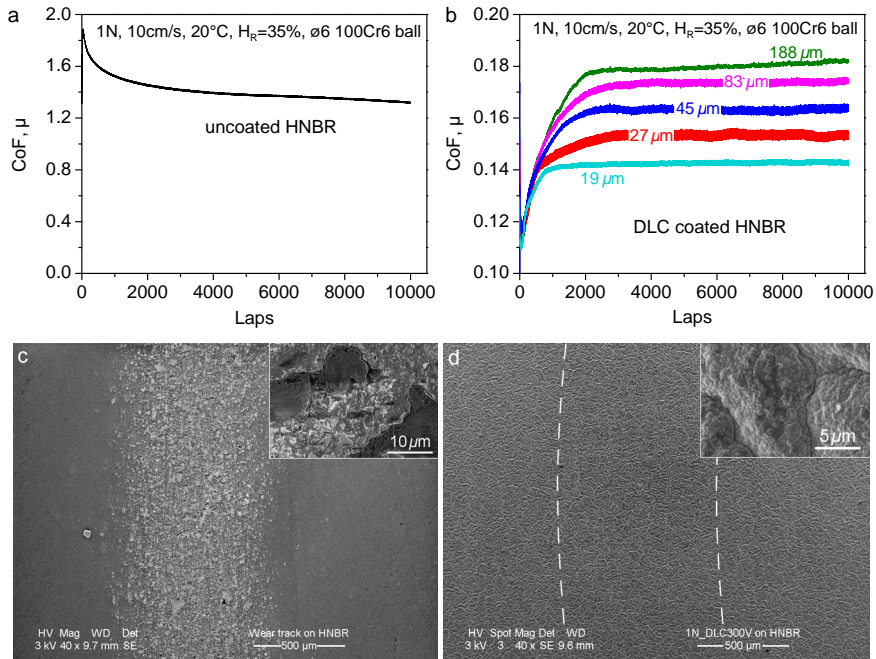 a
1N, 10cm/s, 20°C, H_R=35%, ø6 100Cr6 ball
2.0
1.6
1.2
0.8
0.4
0.0
CoF, µ
uncoated HNBR
0 2000 4000 6000 8000 10000
Laps
b
1N, 10cm/s, 20°C, H_R=35%, ø6 100Cr6 ball
0.20
0.18
0.16
0.14
0.12
0.10
CoF, µ
188 µm
83 µm
45 µm
27 µm
19 µm
DLC coated HNBR
0 2000 4000 6000 8000 10000
Laps
c
10 µm
HV Mag WD Det
3 kV 40 x 9.7 mm SE
Wear track on HNBR
500 µm
d
5 µm
HV Spot Mag Det WD
3 kV 3 40 x SE 9.6 mm
1N_DLC300V on HNBR
500 µm